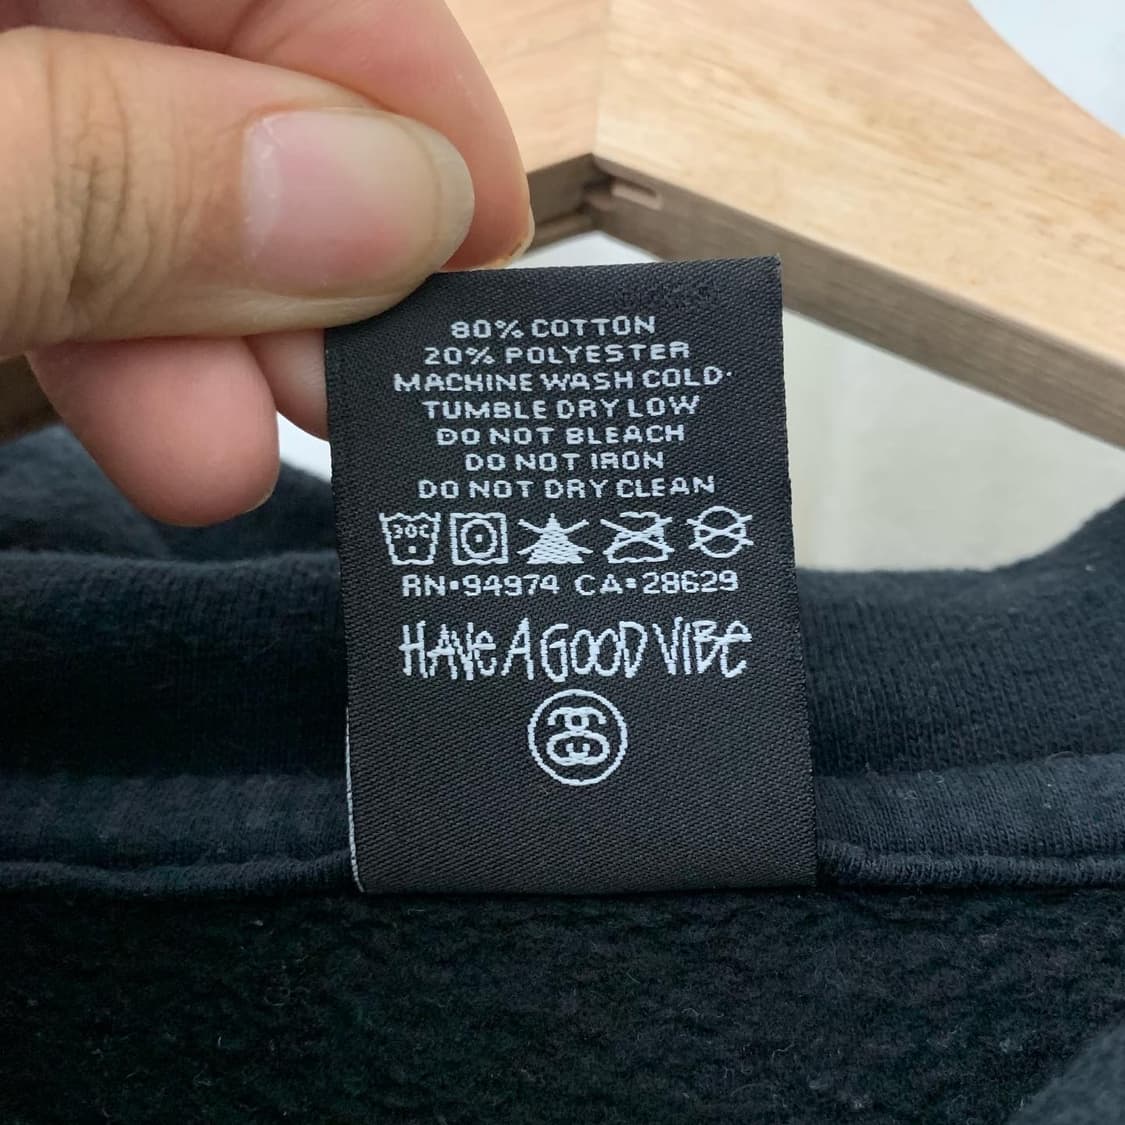 80% COTTON
20% POLYESTER
MACHINE WASH COLD·
TUMBLE DRY LOW
DO NOT BLEACH
DO NOT IRON
DO NOT DRY CLEAN
30C
RN·94974 CA:28629
HAVE A GOOD VIBE